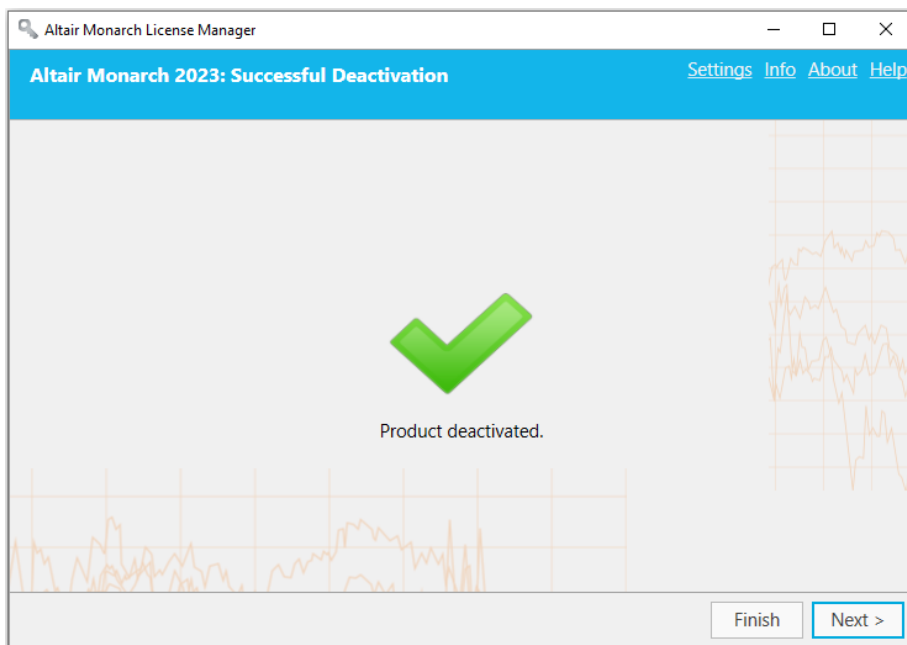 Altair Monarch License Manager
Altair Monarch 2023: Successful Deactivation
Settings Info About Help
Product deactivated.
Finish Next >